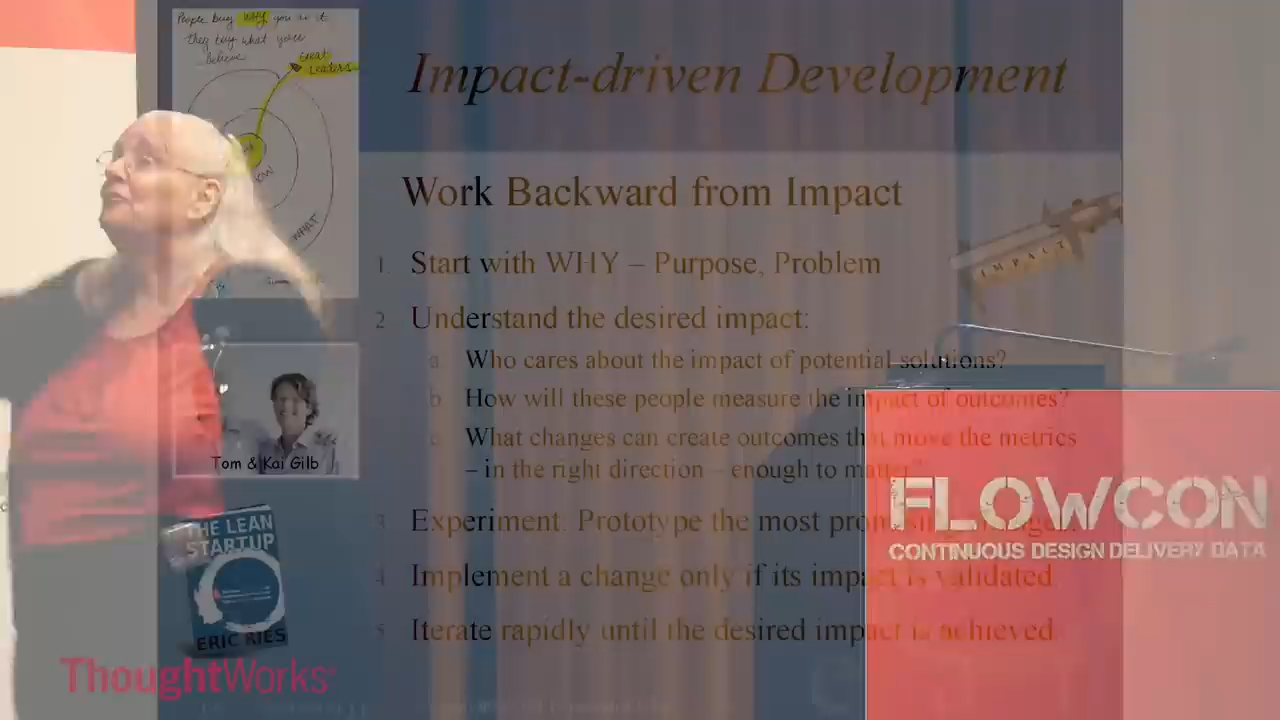 People buy WHY you do it
they buy what you
believe
Great
Leaders
WHAT
Impact-driven Development
Work Backward from Impact
IMPACT
1. Start with WHY – Purpose, Problem
2. Understand the desired impact:
a. Who cares about the impact of potential solutions?
b. How will these people measure the impact of outcomes?
c. What changes can create outcomes that move the metrics
– in the right direction – enough to matter?
3. Experiment: Prototype the most
4. Implement a change only if its impact is validated
5. Iterate rapidly until the desired impact is achieved
Tom & Kai Gilb
THE LEAN
STARTUP
ERIC RIES
ThoughtWorks®
FLOWCON
CONTINUOUS DESIGN DELIVERY DATA